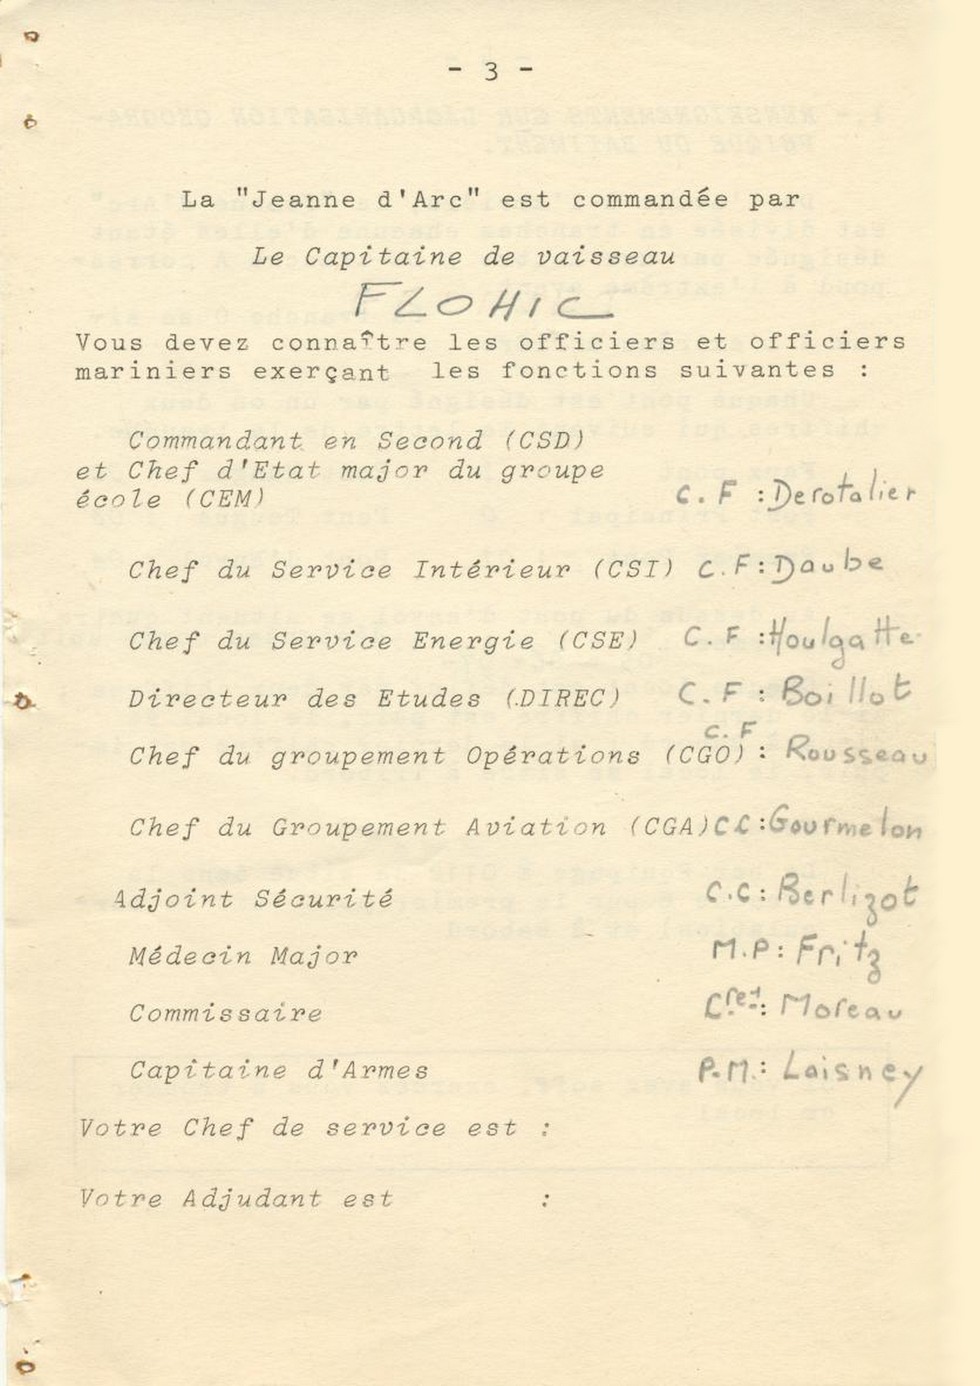 - 3 -
La "Jeanne d'Arc" est commandée par
Le Capitaine de vaisseau
FLOHIC
Vous devez connaître les officiers et officiers
mariniers exerçant les fonctions suivantes :
Commandant en Second (CSD)
et Chef d'Etat major du groupe
école (CEM) C.F : Derotalier
Chef du Service Intérieur (CSI) C.F : Daube
Chef du Service Energie (CSE) C.F : Houlgatte
Directeur des Etudes (.DIREC) C.F : Boillot
C.F
Chef du groupement Opérations (CGO) : Rousseau
Chef du Groupement Aviation (CGA) CC : Gourmelon
Adjoint Sécurité C.C : Berlizot
Médecin Major M.P : Fritz
Commissaire Cre1 : Moreau
Capitaine d'Armes P.M. : Laisney
Votre Chef de service est :
Votre Adjudant est :